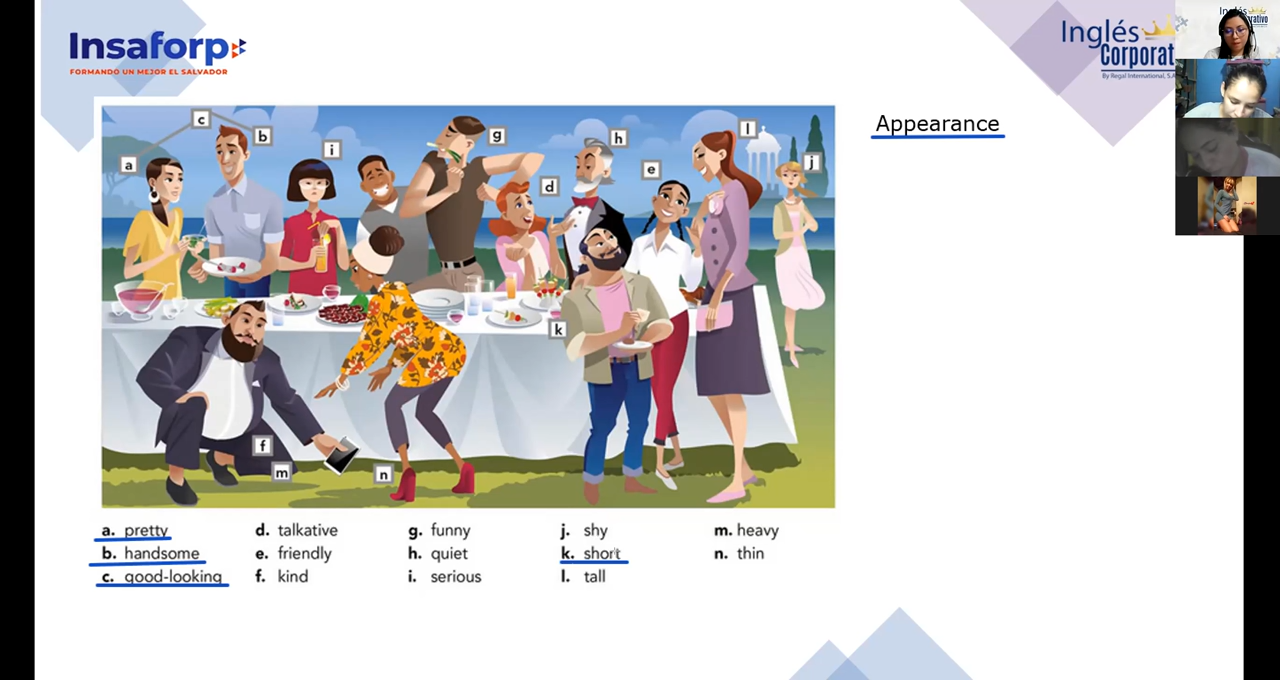 Insaforp
FORMANDO UN MEJOR EL SALVADOR
Inglés
Corporat
By Regal International, S.A
Appearance
c
a
b
i
g
h
l
d
e
j
k
f
m
n
a. pretty
b. handsome
c. good-looking
d. talkative
e. friendly
f. kind
g. funny
h. quiet
i. serious
j. shy
k. short
l. tall
m. heavy
n. thin